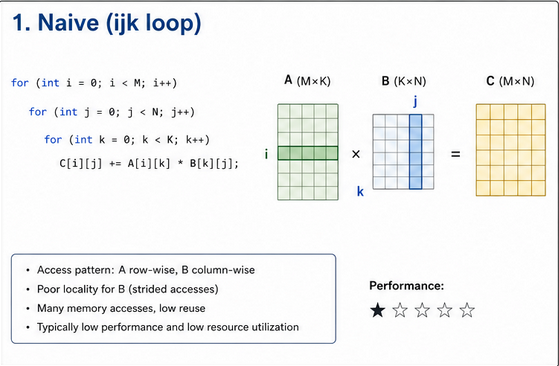 1. Naive (ijk loop)
for (int i = 0; i < M; i++)
for (int j = 0; j < N; j++)
for (int k = 0; k < K; k++)
C[i][j] += A[i][k] * B[k][j];
A (M×K)
B (K×N)
C (M×N)
j
i
×
=
k
• Access pattern: A row-wise, B column-wise
• Poor locality for B (strided accesses)
• Many memory accesses, low reuse
• Typically low performance and low resource utilization
Performance:
★ ☆ ☆ ☆ ☆